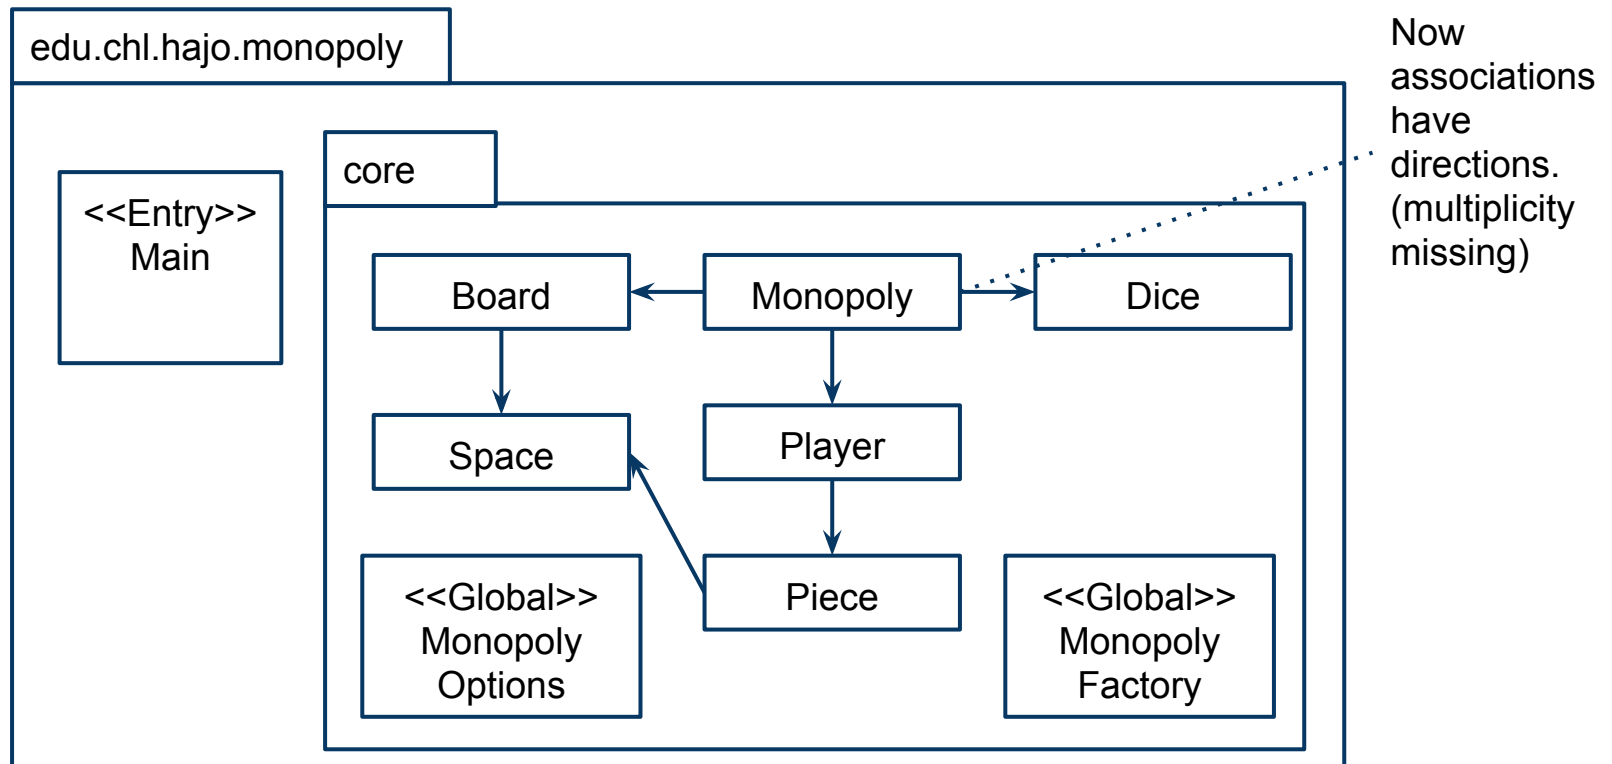 edu.chl.hajo.monopoly
Now
associations
have
directions.
(multiplicity
missing)
core
<<Entry>>
Main
Board
Monopoly
Dice
Space
Player
<<Global>>
Monopoly
Options
Piece
<<Global>>
Monopoly
Factory